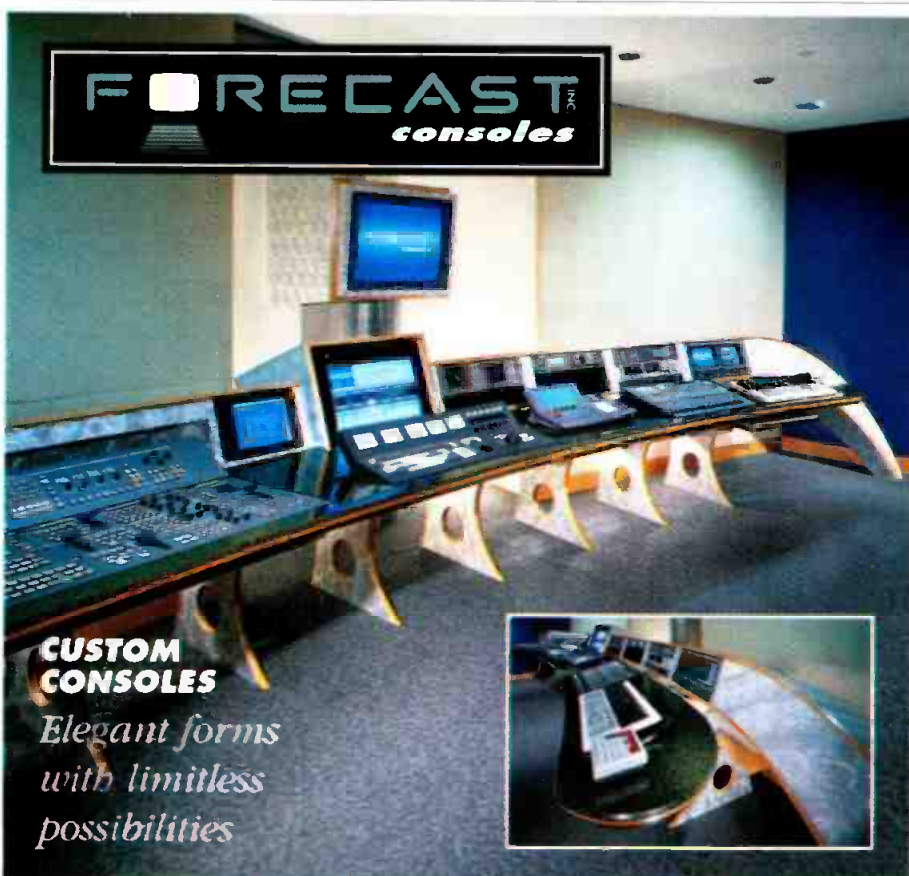 FORECAST INC.
consoles
CUSTOM
CONSOLES
Elegant forms
with limitless
possibilities